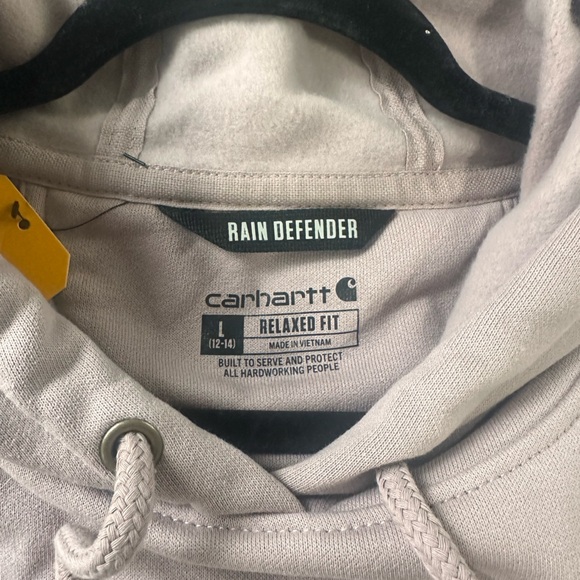 RAIN DEFENDER
carhartt
L RELAXED FIT
(12-14) MADE IN VIETNAM
BUILT TO SERVE AND PROTECT
ALL HARDWORKING PEOPLE